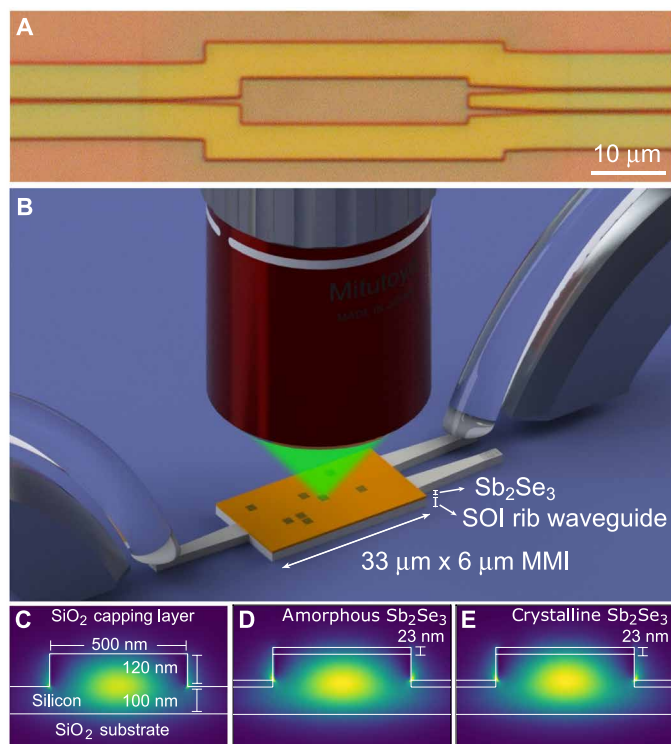 A
10 μm
B
Mitutoyo
Sb₂Se₃
SOI rib waveguide
33 μm x 6 μm MMI
C
SiO₂ capping layer
500 nm
120 nm
Silicon
100 nm
SiO₂ substrate
D
Amorphous Sb₂Se₃
23 nm
E
Crystalline Sb₂Se₃
23 nm